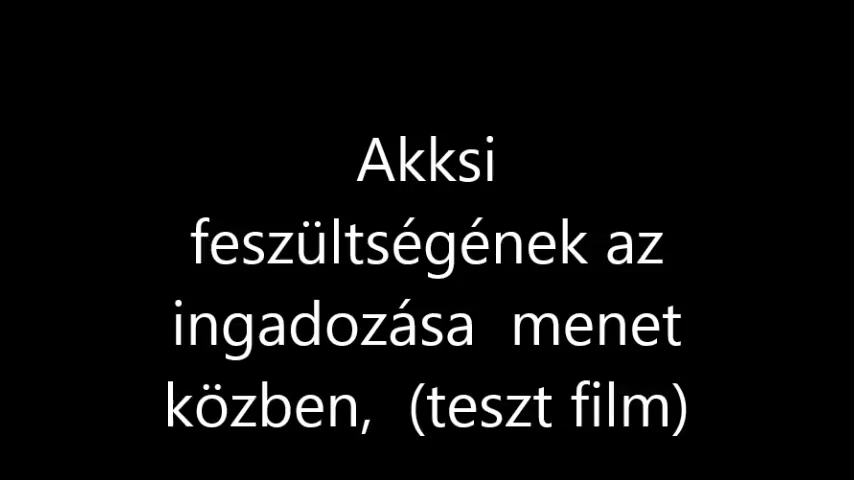 Akksi
feszültségének az
ingadozása  menet
közben,  (teszt film)